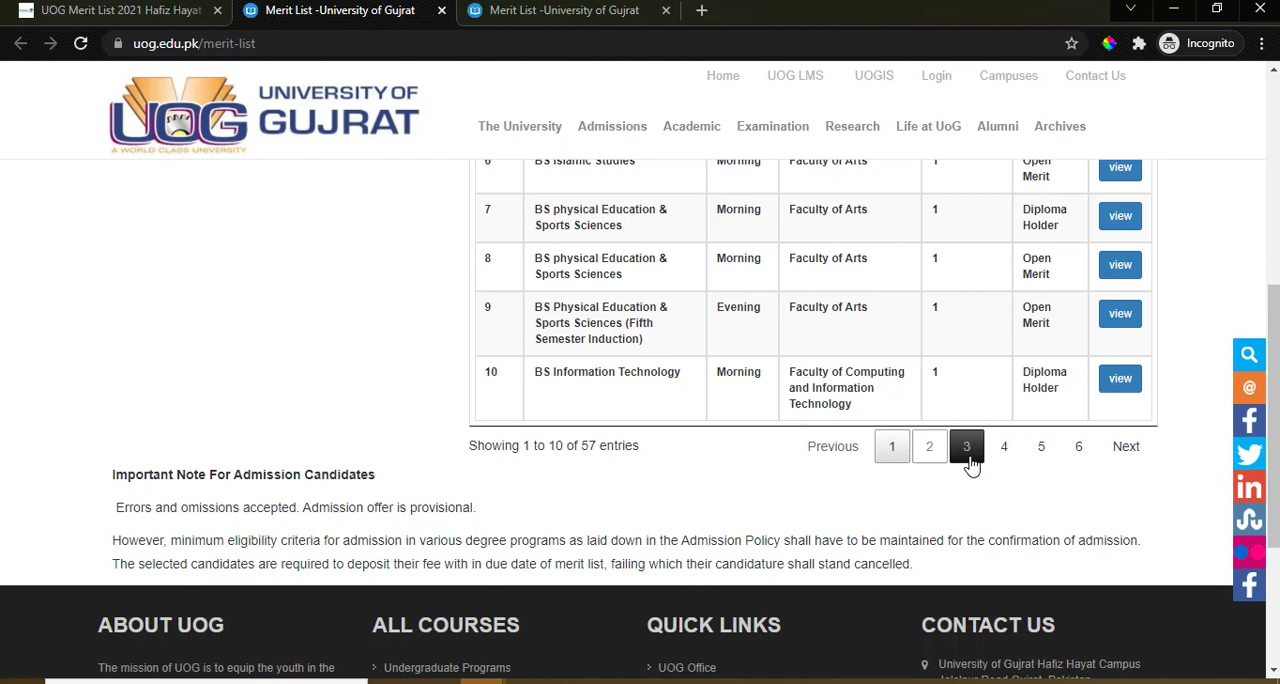 UOG Merit List 2021 Hafiz Hayat
Merit List -University of Gujrat
Merit List -University of Gujrat
uog.edu.pk/merit-list
Incognito
UOG
A WORLD CLASS UNIVERSITY
UNIVERSITY OF
GUJRAT
Home UOG LMS UOGIS Login Campuses Contact Us
The University Admissions Academic Examination Research Life at UoG Alumni Archives
6 BS Islamic Studies Morning Faculty of Arts 1 Open
Merit
view
7 BS physical Education & Morning Faculty of Arts 1 Diploma
Sports Sciences Holder
view
8 BS physical Education & Morning Faculty of Arts 1 Open
Sports Sciences Merit
view
9 BS Physical Education & Evening Faculty of Arts 1 Open
Sports Sciences (Fifth Merit
Semester Induction)
view
10 BS Information Technology Morning Faculty of Computing 1 Diploma
and Information Holder
Technology
view
Showing 1 to 10 of 57 entries
Previous 1 2 3 4 5 6 Next
Important Note For Admission Candidates
Errors and omissions accepted. Admission offer is provisional.
However, minimum eligibility criteria for admission in various degree programs as laid down in the Admission Policy shall have to be maintained for the confirmation of admission.
The selected candidates are required to deposit their fee with in due date of merit list, failing which their candidature shall stand cancelled.
ABOUT UOG ALL COURSES QUICK LINKS CONTACT US
The mission of UOG is to equip the youth in the
Undergraduate Programs
UOG Office
University of Gujrat Hafiz Hayat Campus
Jalalpur Road Gujrat, Pakistan